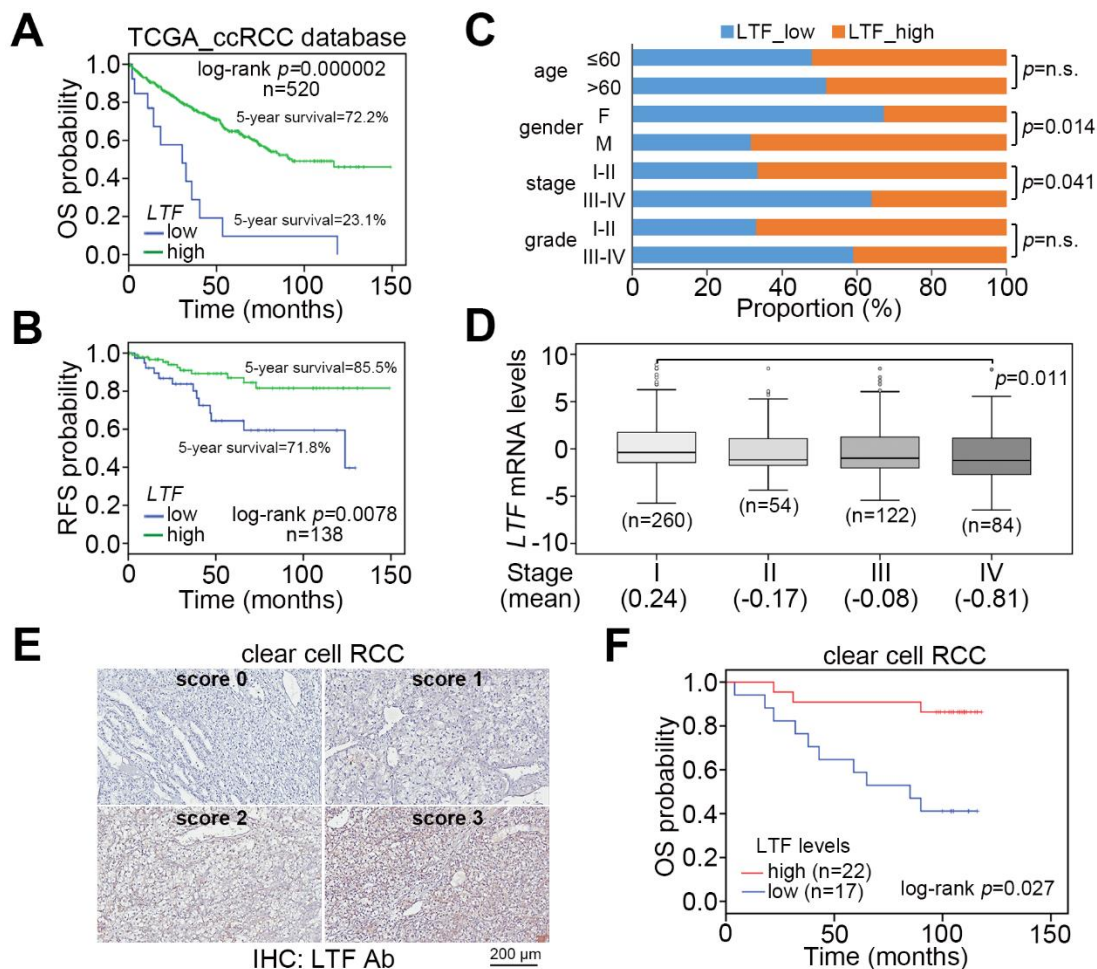 A
TCGA_ccRCC database
log-rank p=0.000002
n=520
5-year survival=72.2%
5-year survival=23.1%
LTF
low
high
OS probability
1.0
0.8
0.6
0.4
0.2
0.0
0 50 100 150
Time (months)
B
5-year survival=85.5%
5-year survival=71.8%
LTF
low
high
log-rank p=0.0078
n=138
RFS probability
1.0
0.8
0.6
0.4
0.2
0.0
0 50 100 150
Time (months)
C
LTF_low LTF_high
age
≤60
>60
p=n.s.
gender
F
M
p=0.014
stage
I-II
III-IV
p=0.041
grade
I-II
III-IV
p=n.s.
0 20 40 60 80 100
Proportion (%)
D
LTF mRNA levels
10
5
0
-5
-10
p=0.011
(n=260) (n=54) (n=122) (n=84)
Stage I II III IV
(mean) (0.24) (-0.17) (-0.08) (-0.81)
E
clear cell RCC
score 0 score 1
score 2 score 3
IHC: LTF Ab
200 µm
F
clear cell RCC
OS probability
1.0
0.8
0.6
0.4
0.2
0.0
LTF levels
high (n=22)
low (n=17)
log-rank p=0.027
0 50 100 150
Time (months)